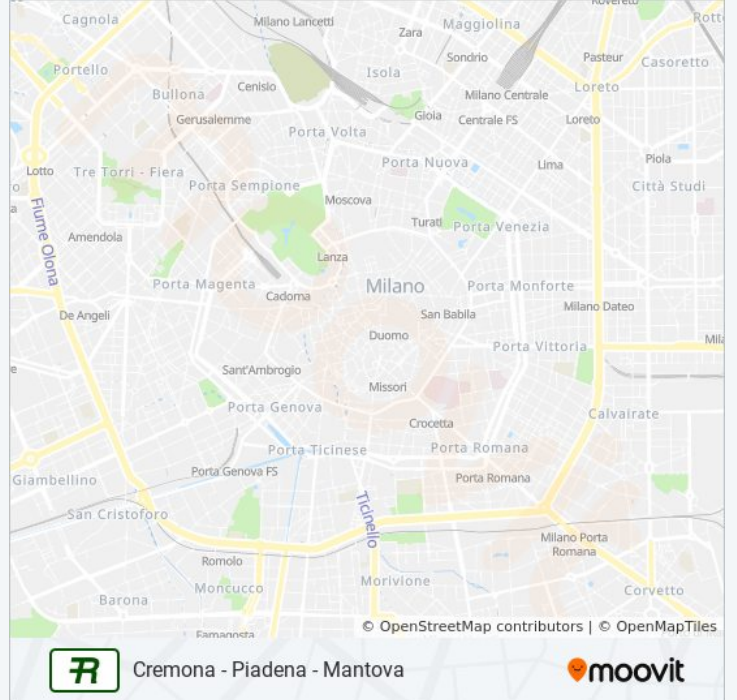 Rovereto
Cagnola
Milano Lancetti
Zara
Maggiolina
Sondrio
Pasteur
Casoretto
Portello
Isola
Bullona
Cenisio
Milano Centrale
Loreto
Gerusalemme
Gioia
Centrale FS
Loreto
Porta Volta
Lotto
Tre Torri - Fiera
Porta Nuova
Lima
Piola
Porta Sempione
Città Studi
Moscova
Fiume Olona
Turati
Porta Venezia
Amendola
Lanza
Porta Magenta
Cadorna
Milano
Porta Monforte
De Angeli
San Babila
Milano Dateo
Duomo
Porta Vittoria
Sant'Ambrogio
Missori
Porta Genova
Crocetta
Calvairate
Porta Ticinese
Porta Romana
Giambellino
Porta Genova FS
Porta Romana
San Cristoforo
Ticinello
Milano Porta
Romana
Romolo
Moncucco
Morivione
Corvetto
Barona
Famagosta
© OpenStreetMap contributors | © OpenMapTiles
R Cremona - Piadena - Mantova
moovit